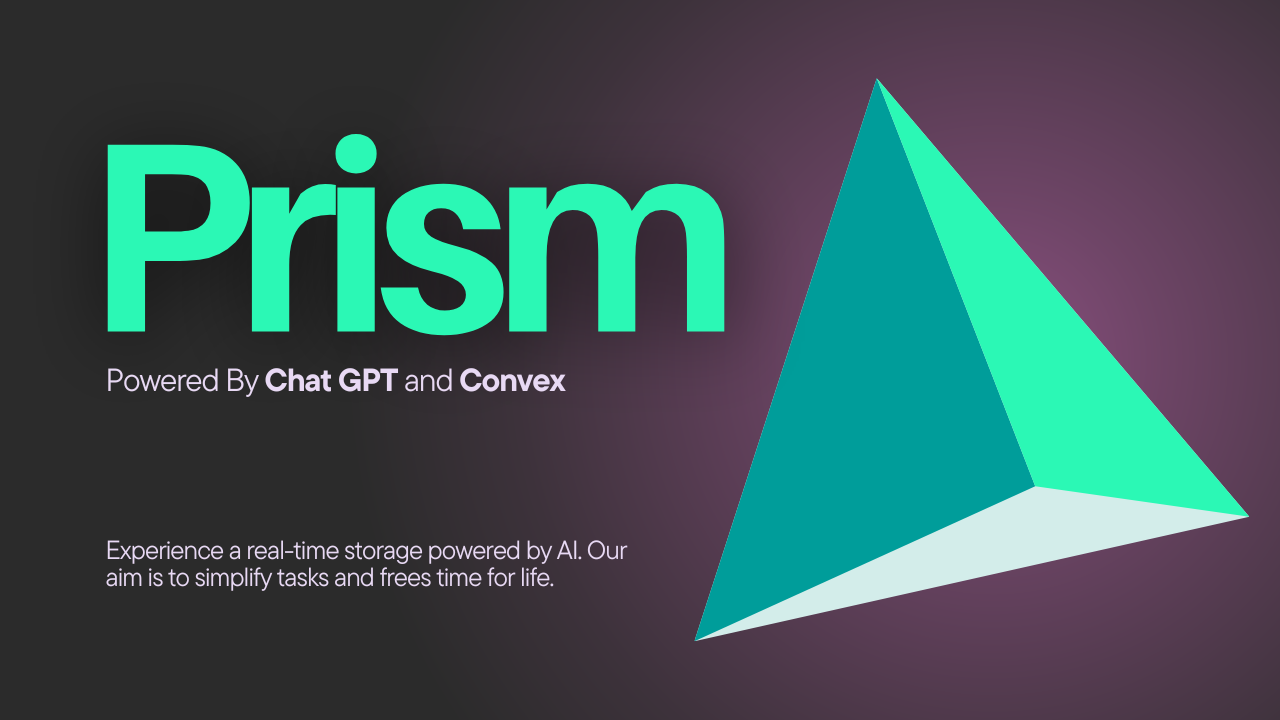 Prism
Powered By Chat GPT and Convex
Experience a real-time storage powered by AI. Our
aim is to simplify tasks and frees time for life.